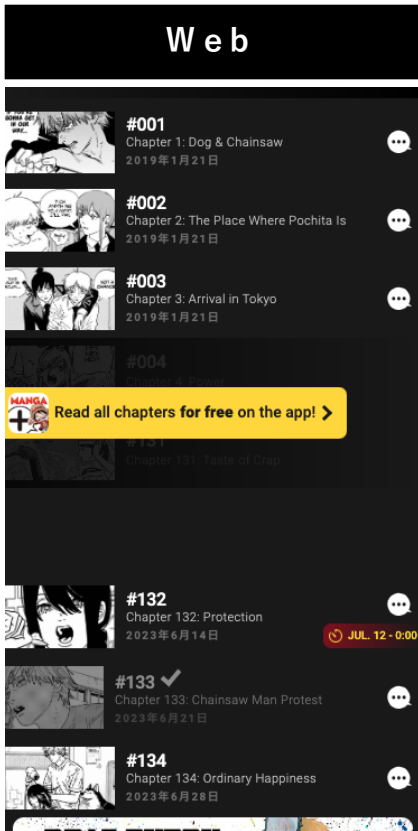 Web
#001
Chapter 1: Dog & Chainsaw
2019年1月21日
#002
Chapter 2: The Place Where Pochita Is
2019年1月21日
#003
Chapter 3: Arrival in Tokyo
2019年1月21日
#004
Chapter 4: Power
MANGA
Read all chapters for free on the app!
#131
Chapter 131: Taste of Crap
#132
Chapter 132: Protection
2023年6月14日
JUL. 12 - 0:00
#133
Chapter 133: Chainsaw Man Protest
2023年6月21日
#134
Chapter 134: Ordinary Happiness
2023年6月28日